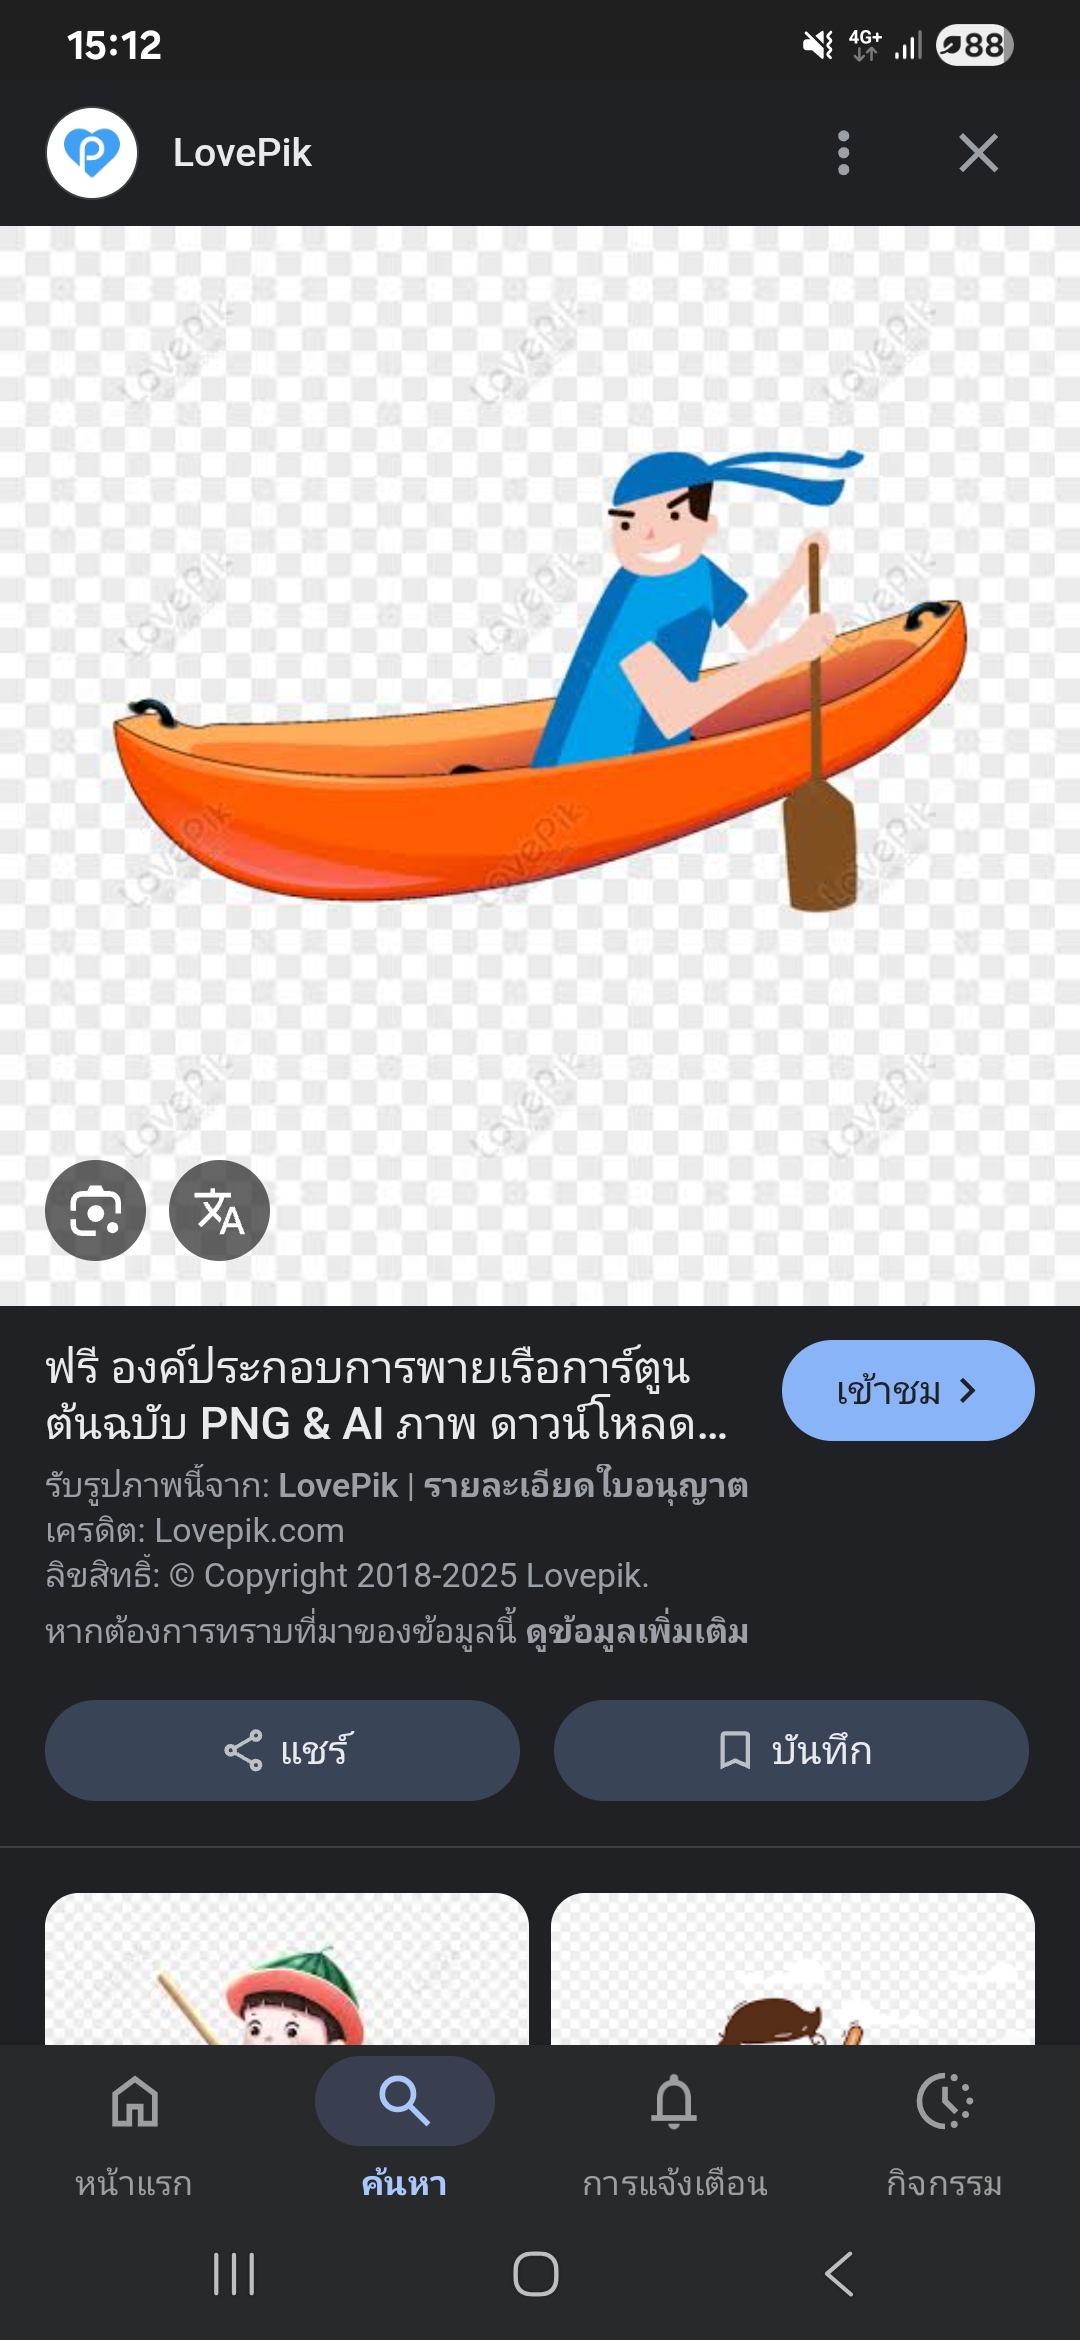 15:12
4G+
88
LovePik
LovePik
LovePik
LovePik
LovePik
LovePik
LovePik
LovePik
LovePik
LovePik
LovePik
LovePik
LovePik
ฟรี องค์ประกอบการพายเรือการ์ตูน
ต้นฉบับ PNG & AI ภาพ ดาวน์โหลด...
เข้าชม
รับรูปภาพนี้จาก: LovePik | รายละเอียดใบอนุญาต
เครดิต: Lovepik.com
ลิขสิทธิ์: © Copyright 2018-2025 Lovepik.
หากต้องการทราบที่มาของข้อมูลนี้ ดูข้อมูลเพิ่มเติม
แชร์
บันทึก
หน้าแรก
ค้นหา
การแจ้งเตือน
กิจกรรม